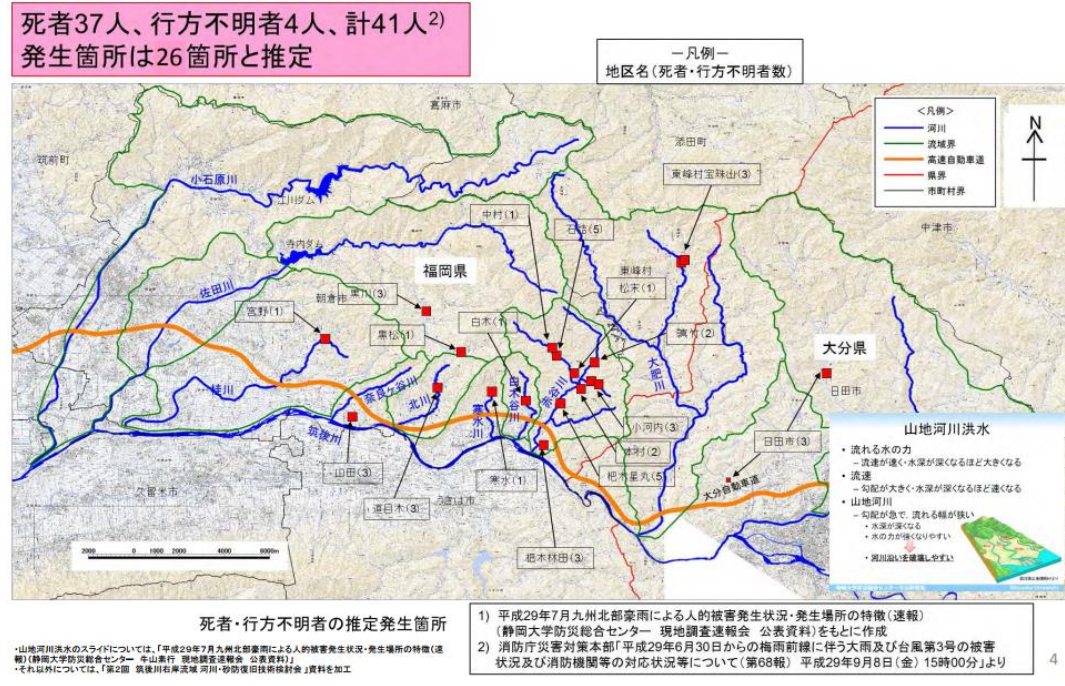 死者37人、行方不明者4人、計41人2)
発生箇所は26箇所と推定
－凡例－
地区名(死者・行方不明者数)
<凡例>
河川
流域界
高速自動車道
県界
市町村界
N
嘉麻市
筑前町
添田町
小石原川
江川ダム
東峰村宝珠山(3)
中村(1)
石詰(5)
中津市
寺内ダム
福岡県
東峰村
松末(1)
佐田川
朝倉市
黒川(3)
宮野(1)
黒松(1)
白木(1)
大分県
大肥川
日田市
奈良ヶ谷川
桂川
北川
白木谷川
赤谷川
寒水川
筑後川
小河内(3)
日田市(3)
本村(2)
山田(3)
寒水(1)
杷木星丸(5)
大分自動車道
久留米市
うきは市
道目木(3)
杷木林田(3)
2000 0 1000 2000 4000 6000m
山地河川洪水
• 流れる水の力
－流速が速く・水深が深くなるほど大きくなる
• 流速
－勾配が大きく・水深が深くなるほど速くなる
• 山地河川
－勾配が急で、流れる幅が狭い
• 水深が深くなる
• 水の力が強くなりやすい
• 河川沿いを破壊しやすい
死者・行方不明者の推定発生箇所
・山地河川洪水のスライドについては、「平成29年7月九州北部豪雨による人的被害発生状況・発生場所の特徴(速
報)(静岡大学防災総合センター 牛山素行 現地調査速報会 公表資料)」
・それ以外については、「第2回 筑後川右岸流域 河川・砂防復旧技術検討会」資料を加工
1) 平成29年7月九州北部豪雨による人的被害発生状況・発生場所の特徴(速報)
(静岡大学防災総合センター 現地調査速報会 公表資料)をもとに作成
2) 消防庁災害対策本部「平成29年6月30日からの梅雨前線に伴う大雨及び台風第3号の被害
状況及び消防機関等の対応状況等について(第68報) 平成29年9月8日(金) 15時00分」より
4